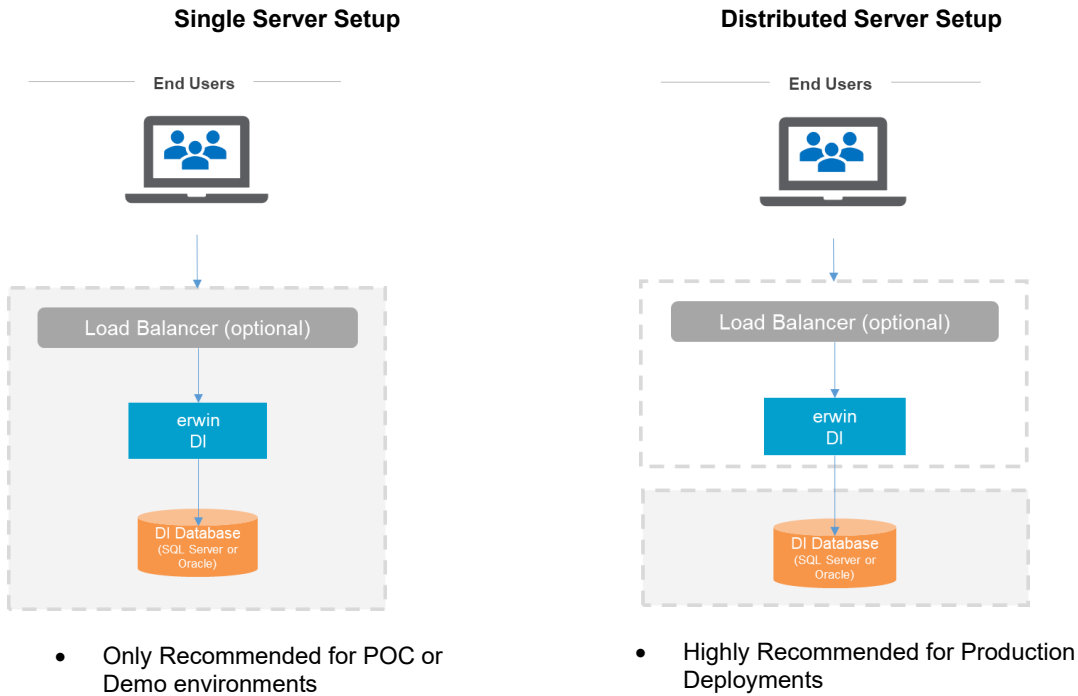 Single Server Setup
End Users
Load Balancer (optional)
erwin
DI
DI Database
(SQL Server or
Oracle)
• Only Recommended for POC or
Demo environments
Distributed Server Setup
End Users
Load Balancer (optional)
erwin
DI
DI Database
(SQL Server or
Oracle)
• Highly Recommended for Production
Deployments